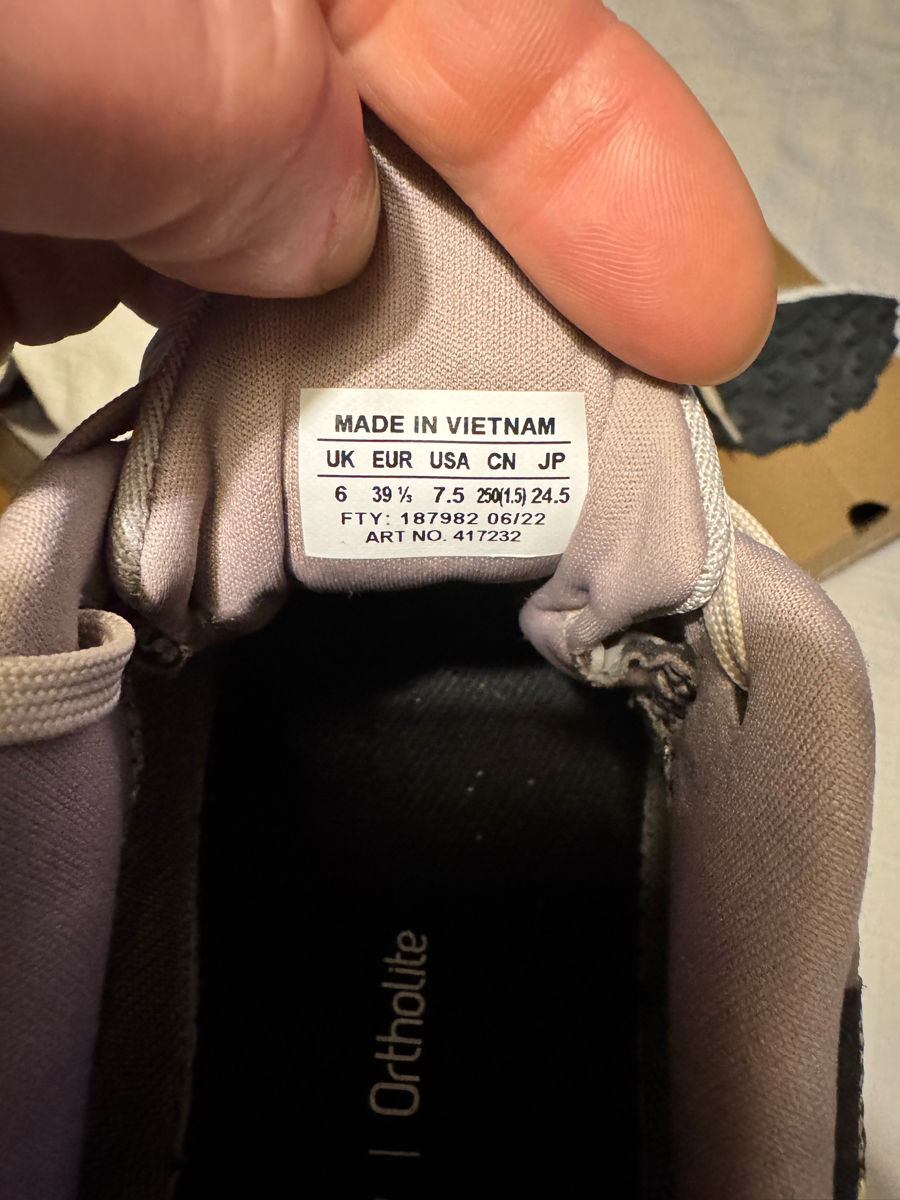 MADE IN VIETNAM
UK EUR USA CN JP
6 39 ⅓ 7.5 250(1.5) 24.5
FTY: 187982 06/22
ART NO. 417232
| Ortholite